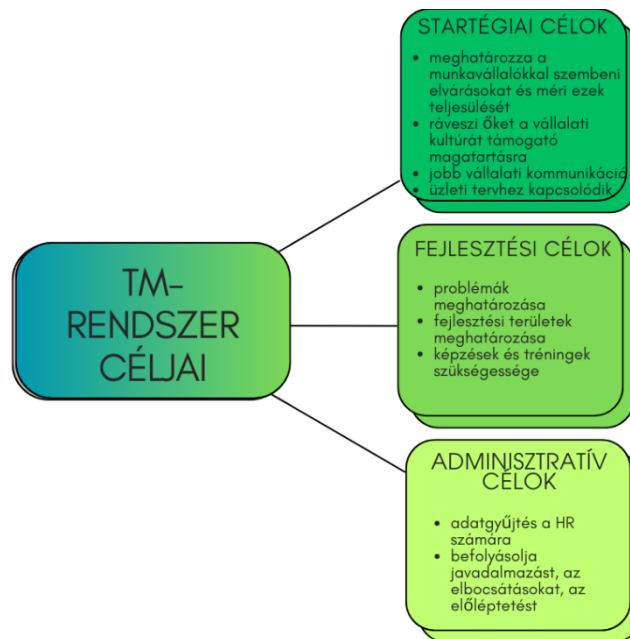 TM-
RENDSZER
CÉLJAI
STARTÉGIAI CÉLOK
• meghatározza a
munkavállalókkal szembeni
elvárásokat és méri ezek
teljesülését
• ráveszi őket a vállalati
kultúrát támogató
magatartásra
• jobb vállalati kommunikáció
• üzleti tervhez kapcsolódik
FEJLESZTÉSI CÉLOK
• problémák
meghatározása
• fejlesztési területek
meghatározása
• képzések és tréningek
szükségessége
ADMINISZTRATÍV
CÉLOK
• adatgyűjtés a HR
számára
• befolyásolja
javadalmazást, az
elbocsátásokat, az
előléptetést